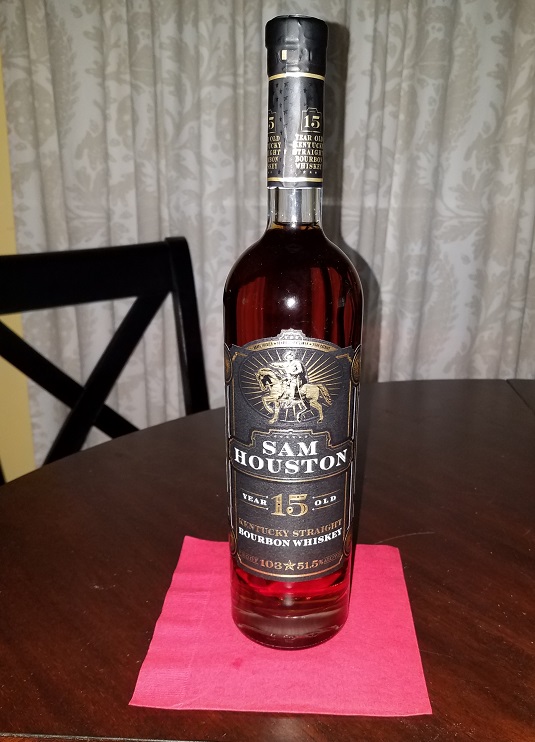 15
YEAR OLD
KENTUCKY
STRAIGHT
BOURBON
WHISKEY
SAM
HOUSTON
YEAR 15 OLD
KENTUCKY STRAIGHT
BOURBON WHISKEY
103 ★ 51.5%